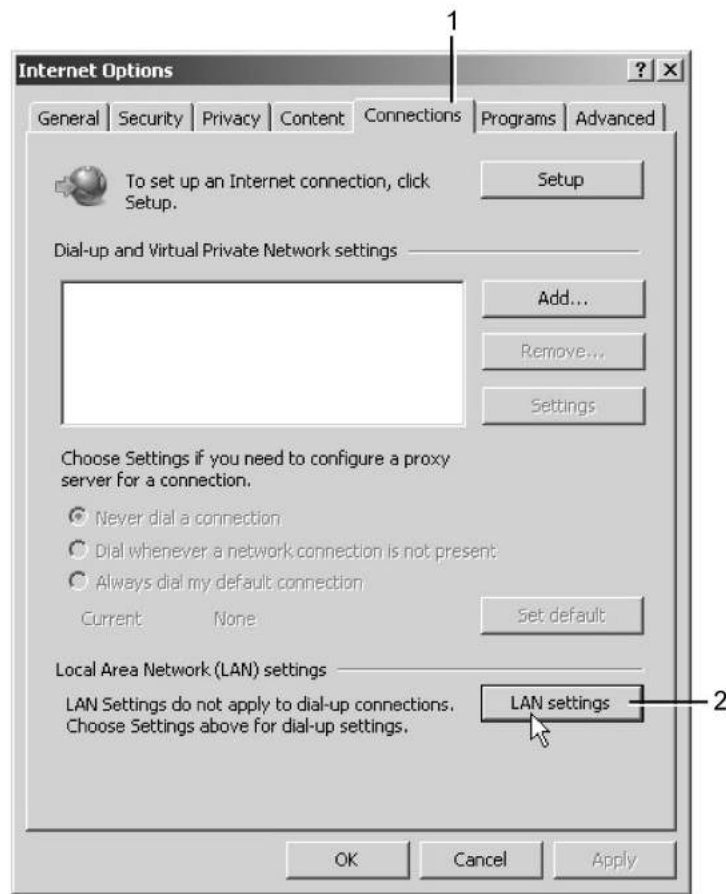 1
Internet Options
General Security Privacy Content Connections Programs Advanced
To set up an Internet connection, click
Setup.
Setup
Dial-up and Virtual Private Network settings
Add...
Remove...
Settings
Choose Settings if you need to configure a proxy
server for a connection.
Never dial a connection
Dial whenever a network connection is not present
Always dial my default connection
Current None
Set default
Local Area Network (LAN) settings
LAN Settings do not apply to dial-up connections.
Choose Settings above for dial-up settings.
LAN settings
2
OK Cancel Apply